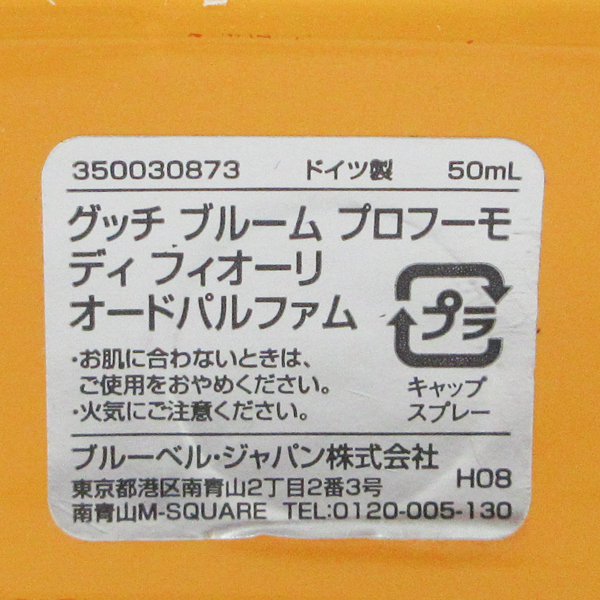 350030873 ドイツ製 50mL
グッチ ブルーム プロフーモ
ディ フィオーリ
オードパルファム
プラ
・お肌に合わないときは、
ご使用をおやめください。
・火気にご注意ください。
キャップ
スプレー
ブルーベル・ジャパン株式会社
東京都港区南青山2丁目2番3号
H08
南青山M-SQUARE TEL:0120-005-130